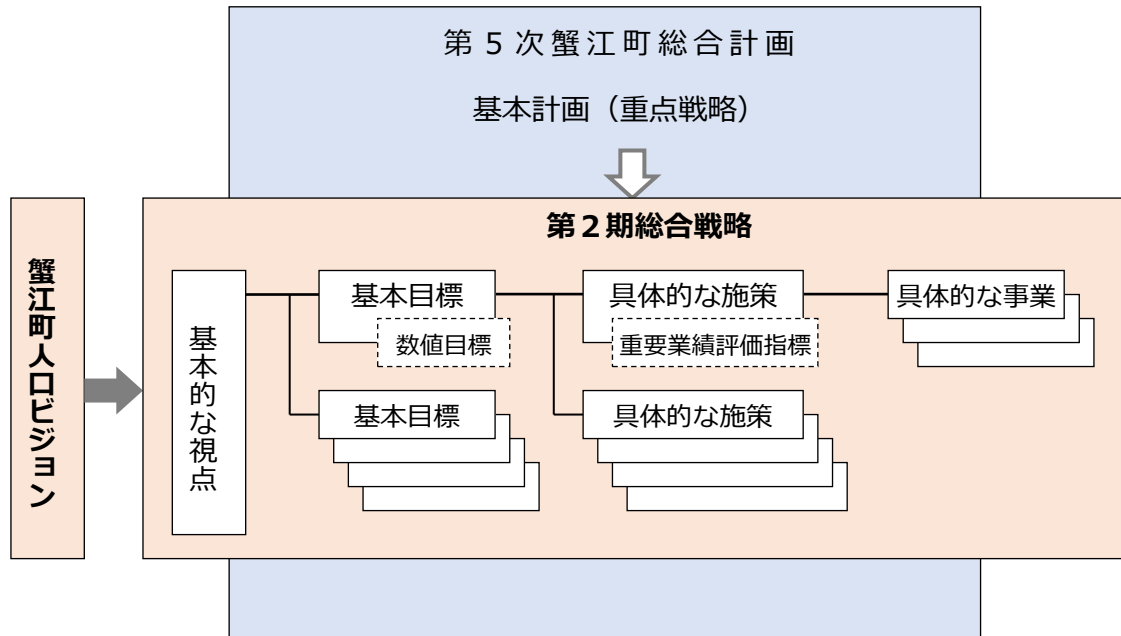 第5次蟹江町総合計画
基本計画(重点戦略)
蟹江町人口ビジョン
第2期総合戦略
基本的な視点
基本目標
数値目標
具体的な施策
重要業績評価指標
具体的な事業
基本目標
具体的な施策